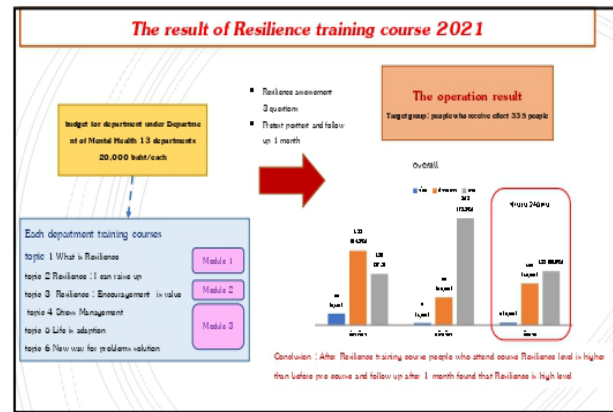 The result of Resilience training course 2021
budget for department under Departme
nt of Mental Health 13 departments
20,000 baht/each
Resilience assessment
3 questions
Pretest posttest and follow
up 1 month
The operation result
Target group: people who receive effect 335 people
Overall
Each department training courses
topic 1 What is Resilience
topic 2 Resilience : I can raise up
topic 3 Resilience : Encouragement is value
topic 4 Stress Management
topic 5 Life is adaption
topic 6 New way for problems solution
Module 1
Module 2
Module 3
Conclusion : After Resilience training course people who attend course Resilience level is higher
than before pre course and follow up after 1 month found that Resilience is high level